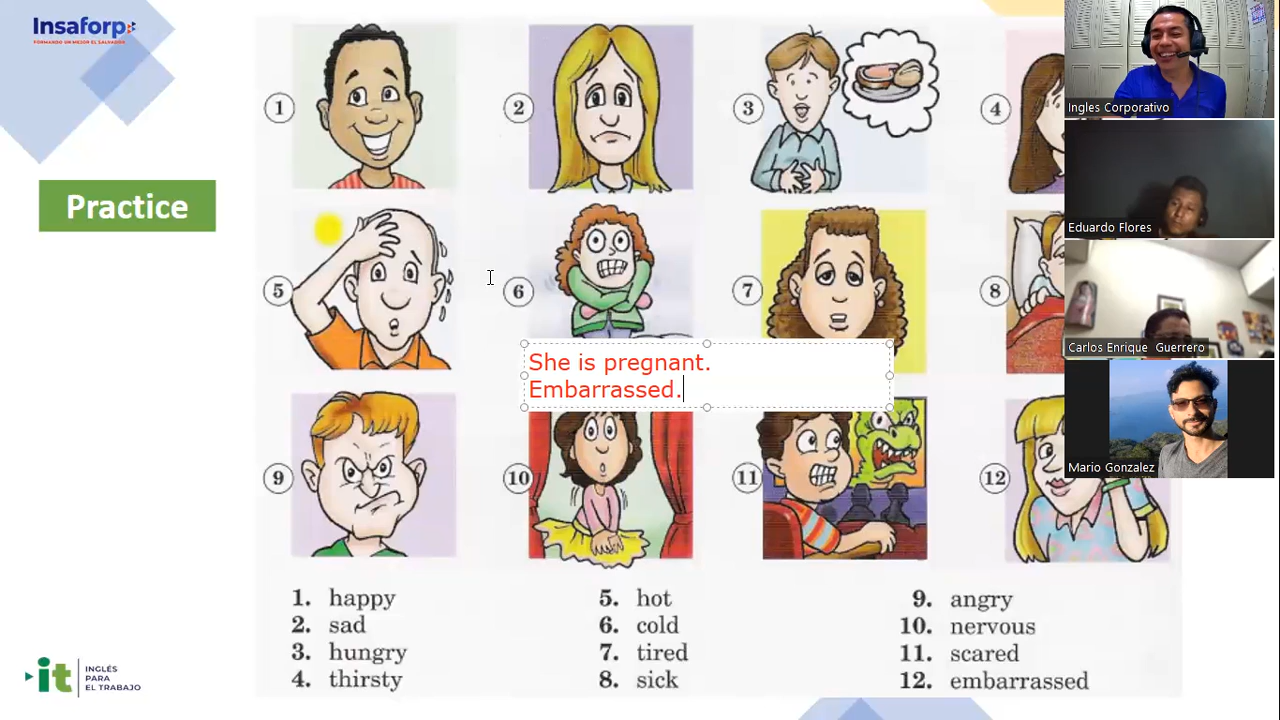 Insaforp
FORMANDO UN MEJOR EL SALVADOR
Practice
1
2
3
4
5
6
7
8
She is pregnant.
Embarrassed.
9
10
11
12
1. happy
2. sad
3. hungry
4. thirsty
5. hot
6. cold
7. tired
8. sick
9. angry
10. nervous
11. scared
12. embarrassed
it
INGLÉS
PARA
EL TRABAJO
Ingles Corporativo
Eduardo Flores
Carlos Enrique Guerrero
Mario Gonzalez